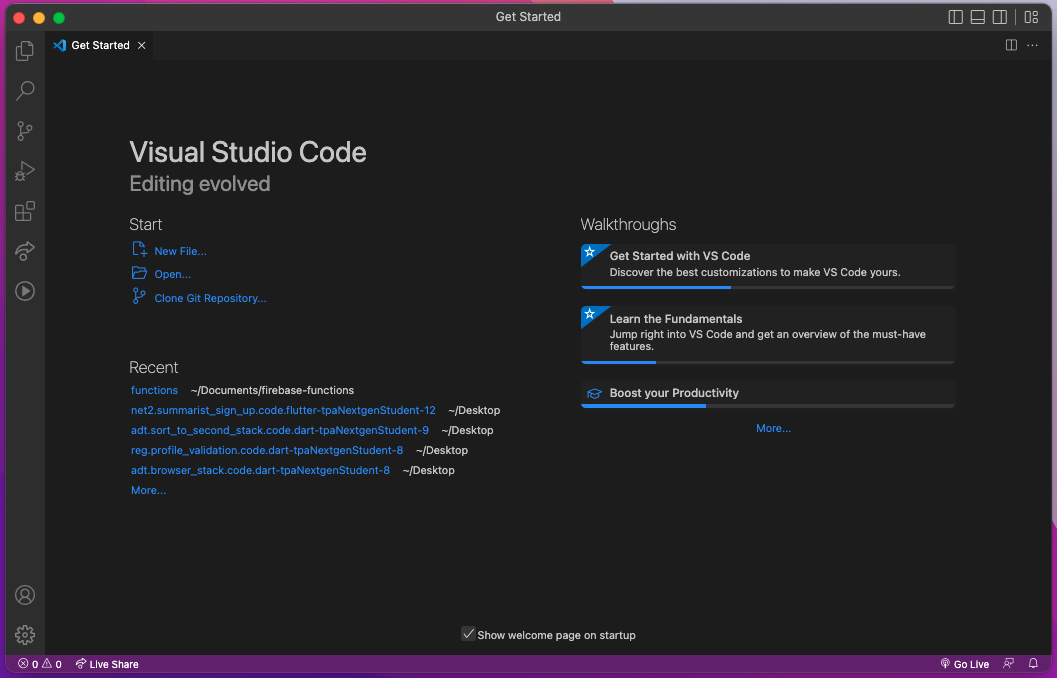 Get Started
Get Started
Visual Studio Code
Editing evolved
Start
New File...
Open...
Clone Git Repository...
Recent
functions ~/Documents/firebase-functions
net2.summarist_sign_up.code.flutter-tpaNextgenStudent-12 ~/Desktop
adt.sort_to_second_stack.code.dart-tpaNextgenStudent-9 ~/Desktop
reg.profile_validation.code.dart-tpaNextgenStudent-8 ~/Desktop
adt.browser_stack.code.dart-tpaNextgenStudent-8 ~/Desktop
More...
Walkthroughs
Get Started with VS Code
Discover the best customizations to make VS Code yours.
Learn the Fundamentals
Jump right into VS Code and get an overview of the must-have
features.
Boost your Productivity
More...
Show welcome page on startup
0 0 Live Share
Go Live